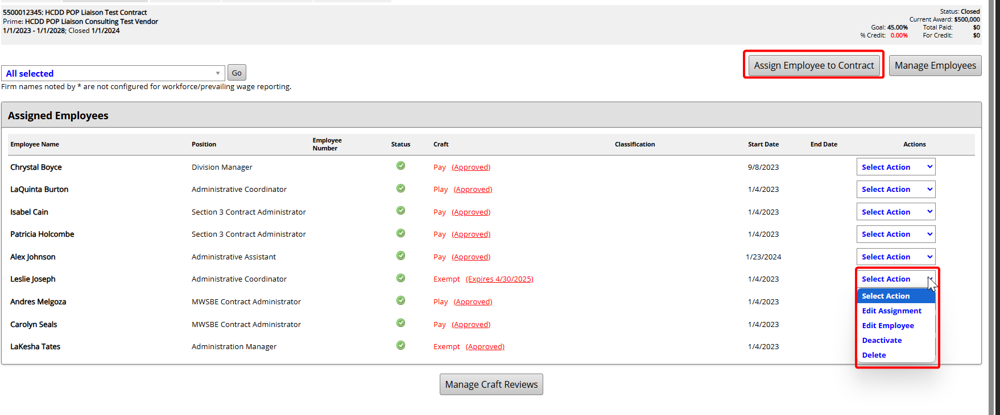 5500012345: HCDD POP Liaison Test Contract
Prime: HCDD POP Liaison Consulting Test Vendor
1/1/2023 - 1/1/2028; Closed 1/1/2024
Status: Closed
Current Award: $500,000
Goal: 45.00% Total Paid: $0
% Credit: 0.00% For Credit: $0
Assign Employee to Contract Manage Employees
All selected Go
Firm names noted by * are not configured for workforce/prevailing wage reporting.
Assigned Employees
Employee Name Position Employee Number Status Craft Classification Start Date End Date Actions
Chrystal Boyce Division Manager Pay (Approved) 9/8/2023 Select Action
LaQuinta Burton Administrative Coordinator Play (Approved) 1/4/2023 Select Action
Isabel Cain Section 3 Contract Administrator Pay (Approved) 1/4/2023 Select Action
Patricia Holcombe Section 3 Contract Administrator Pay (Approved) 1/4/2023 Select Action
Alex Johnson Administrative Assistant Pay (Approved) 1/23/2024 Select Action
Leslie Joseph Administrative Coordinator Exempt (Expires 4/30/2025) 1/4/2023 Select Action
Andres Melgoza MWSBE Contract Administrator Play (Approved) 1/4/2023
Carolyn Seals MWSBE Contract Administrator Pay (Approved) 1/4/2023
LaKesha Tates Administration Manager Exempt (Approved) 1/4/2023
Select Action
Edit Assignment
Edit Employee
Deactivate
Delete
Manage Craft Reviews